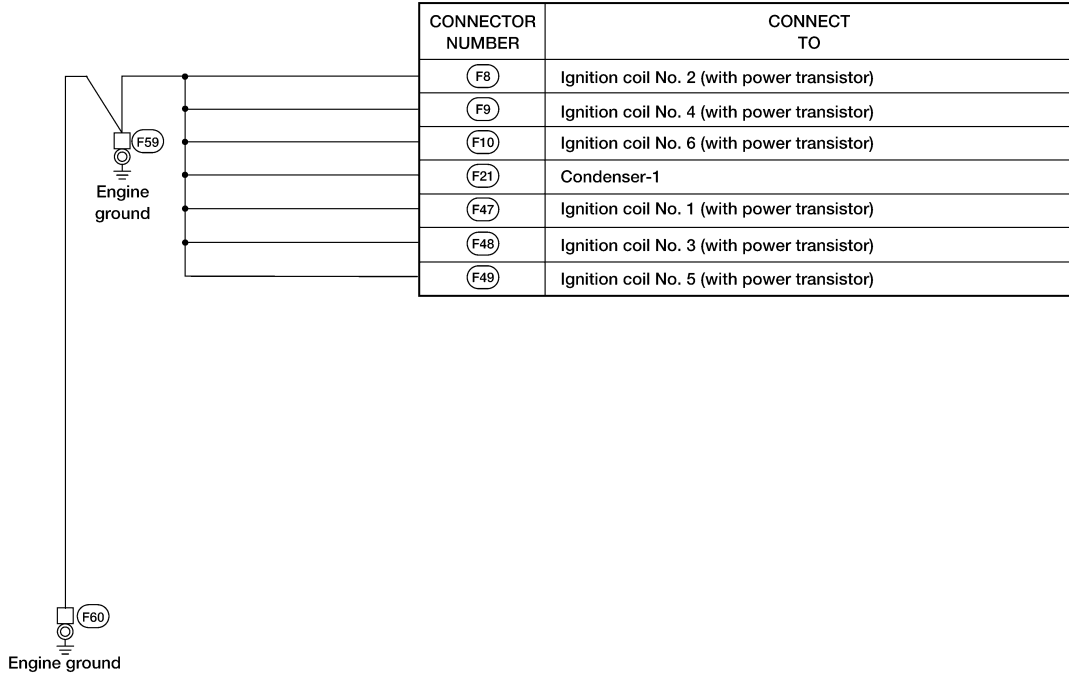 CONNECTOR NUMBER
CONNECT TO
F8 Ignition coil No. 2 (with power transistor)
F9 Ignition coil No. 4 (with power transistor)
F10 Ignition coil No. 6 (with power transistor)
F21 Condenser-1
F47 Ignition coil No. 1 (with power transistor)
F48 Ignition coil No. 3 (with power transistor)
F49 Ignition coil No. 5 (with power transistor)
F59
Engine
ground
F60
Engine ground